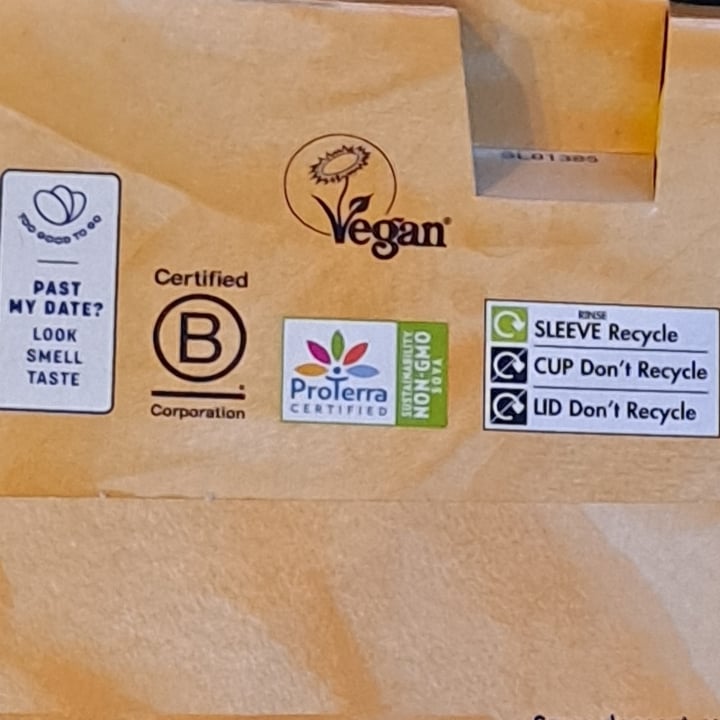 SL01385
Vegan®
TOO GOOD TO GO
PAST
MY DATE?
LOOK
SMELL
TASTE
Certified
B
Corporation
ProTerra
CERTIFIED
SUSTAINABILITY
NON-GMO
SOYA
RINSE
SLEEVE Recycle
CUP Don't Recycle
LID Don't Recycle